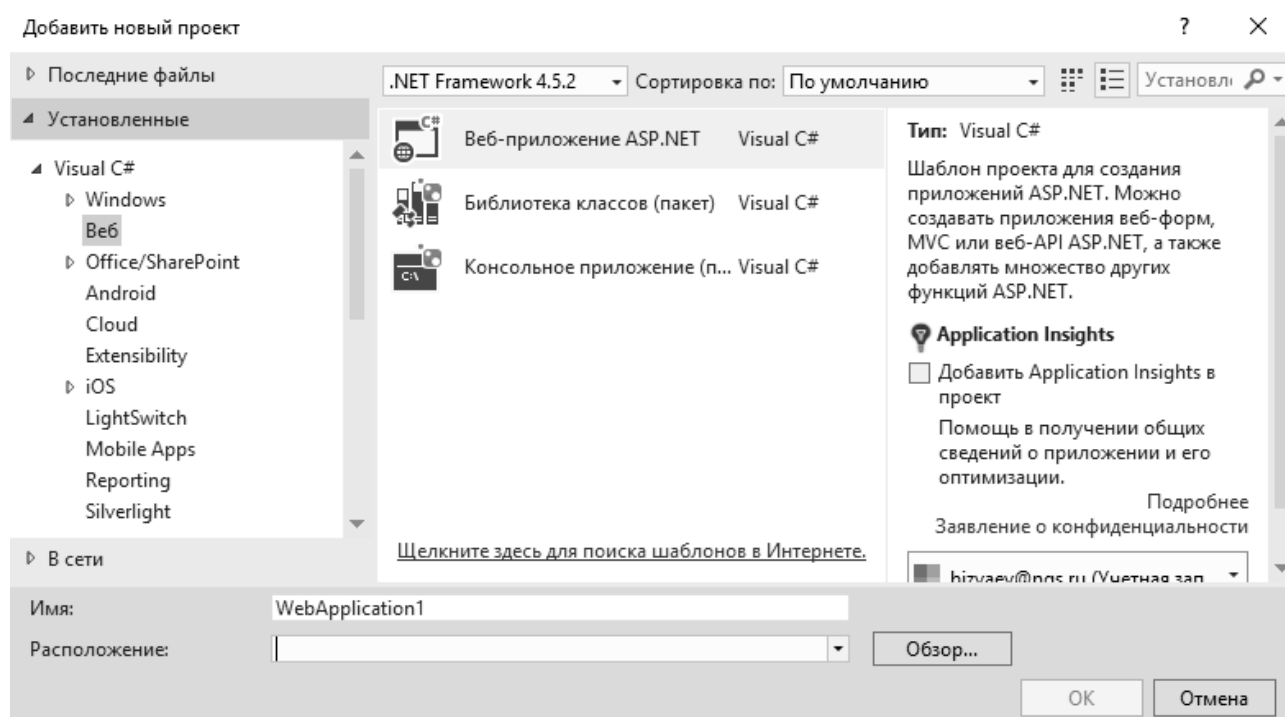 Добавить новый проект
Последние файлы
Установленные
Visual C#
Windows
Веб
Office/SharePoint
Android
Cloud
Extensibility
iOS
LightSwitch
Mobile Apps
Reporting
Silverlight
В сети
.NET Framework 4.5.2 Сортировка по: По умолчанию
Веб-приложение ASP.NET Visual C#
Библиотека классов (пакет) Visual C#
Консольное приложение (п... Visual C#
Щелкните здесь для поиска шаблонов в Интернете.
Тип: Visual C#
Шаблон проекта для создания
приложений ASP.NET. Можно
создавать приложения веб-форм,
MVC или веб-API ASP.NET, а также
добавлять множество других
функций ASP.NET.
Application Insights
Добавить Application Insights в
проект
Помощь в получении общих
сведений о приложении и его
оптимизации.
Подробнее
Заявление о конфиденциальности
bizyaev@ngs.ru (Учетная зап
Имя: WebApplication1
Расположение:
Обзор...
OK Отмена